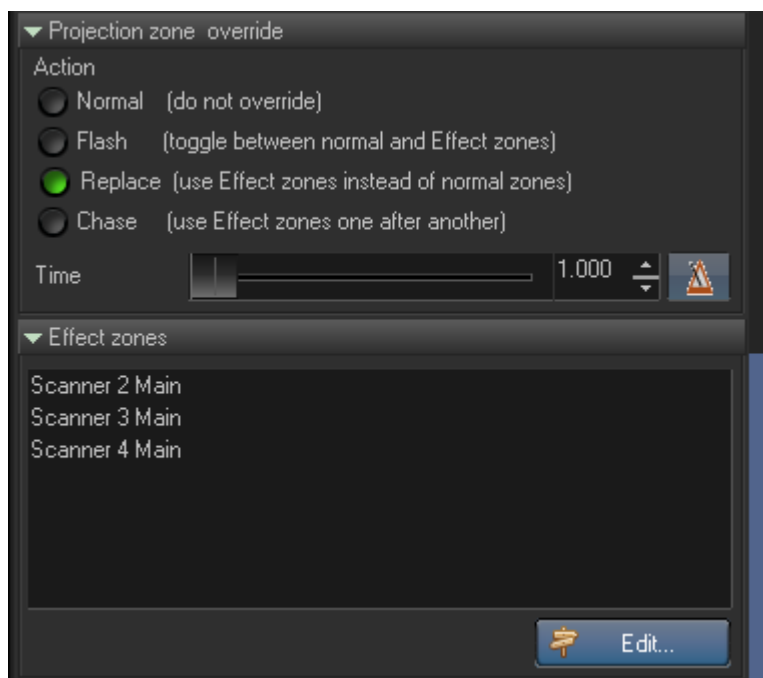 Projection zone override
Action
Normal (do not override)
Flash (toggle between normal and Effect zones)
Replace (use Effect zones instead of normal zones)
Chase (use Effect zones one after another)
Time 1.000
Effect zones
Scanner 2 Main
Scanner 3 Main
Scanner 4 Main
Edit...